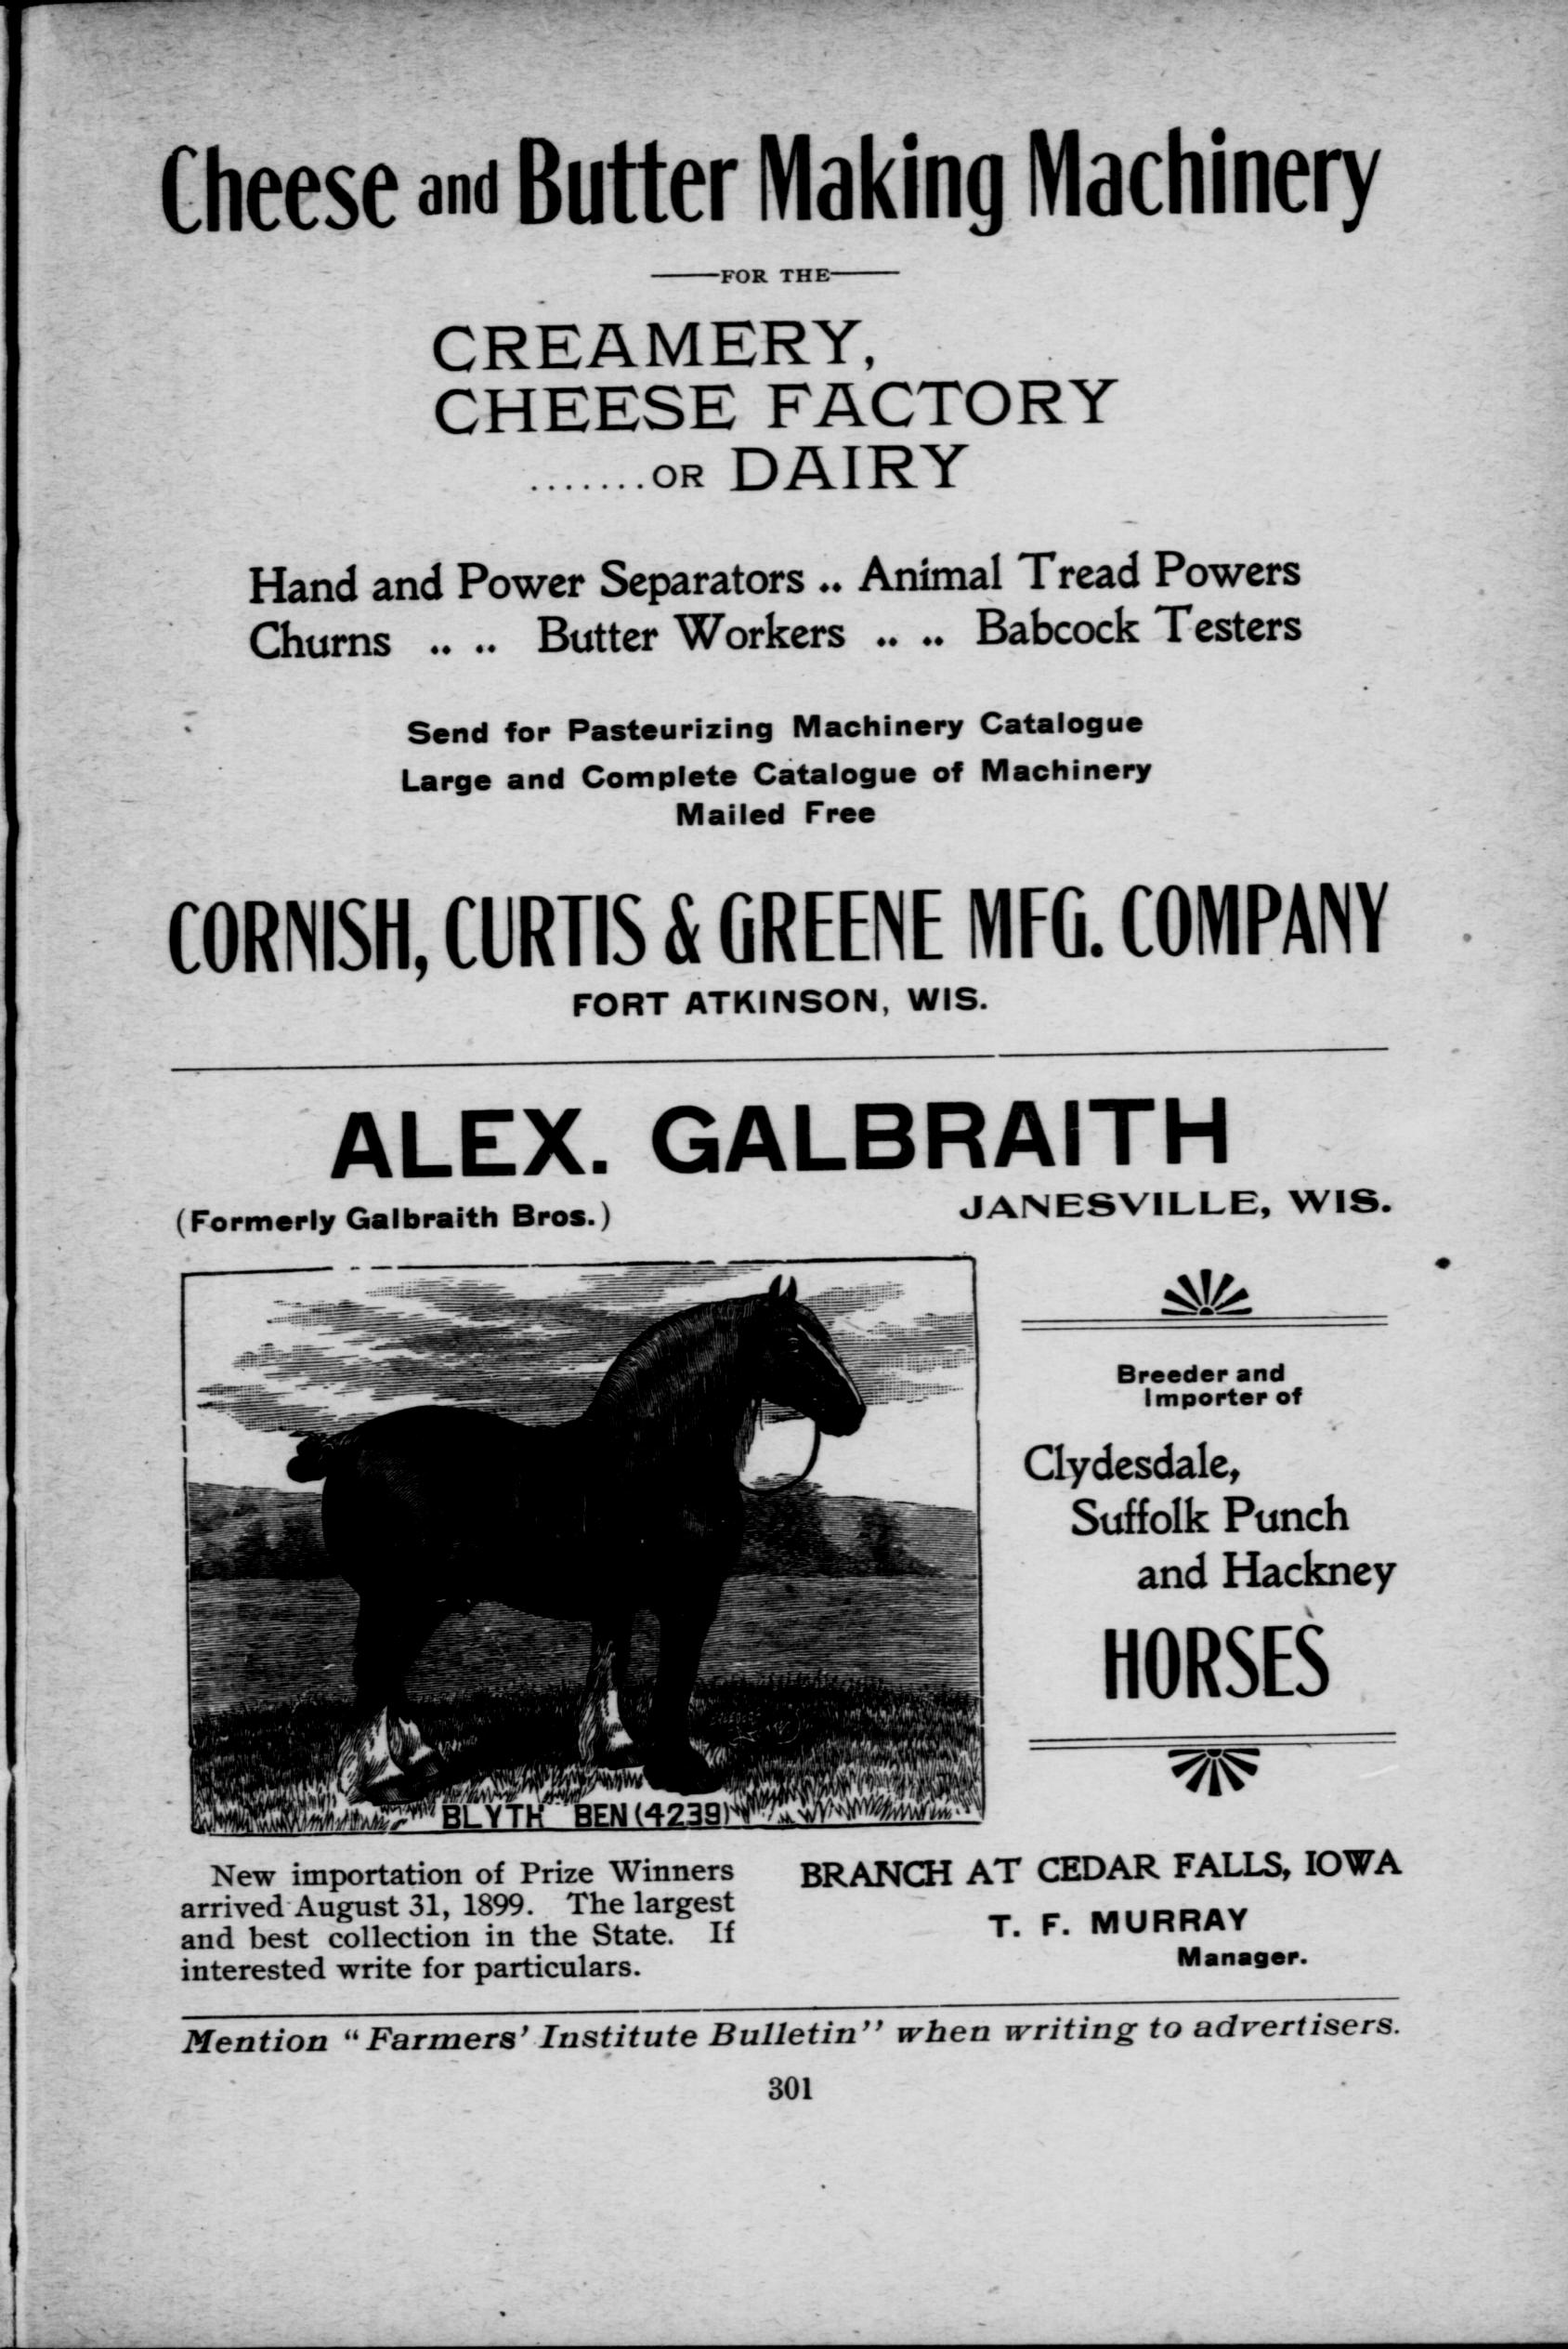 Cheese and Butter Making Machinery
FOR THE
CREAMERY,
CHEESE FACTORY
.......OR DAIRY
Hand and Power Separators .. Animal Tread Powers
Churns .. .. Butter Workers .. .. Babcock Testers
Send for Pasteurizing Machinery Catalogue
Large and Complete Catalogue of Machinery
Mailed Free
CORNISH, CURTIS & GREENE MFG. COMPANY
FORT ATKINSON, WIS.
ALEX. GALBRAITH
(Formerly Galbraith Bros.)
JANESVILLE, WIS.
BLYTH BEN (4239)
Breeder and
Importer of
Clydesdale,
Suffolk Punch
and Hackney
HORSES
New importation of Prize Winners
arrived August 31, 1899. The largest
and best collection in the State. If
interested write for particulars.
BRANCH AT CEDAR FALLS, IOWA
T. F. MURRAY
Manager.
Mention "Farmers' Institute Bulletin" when writing to advertisers.
301